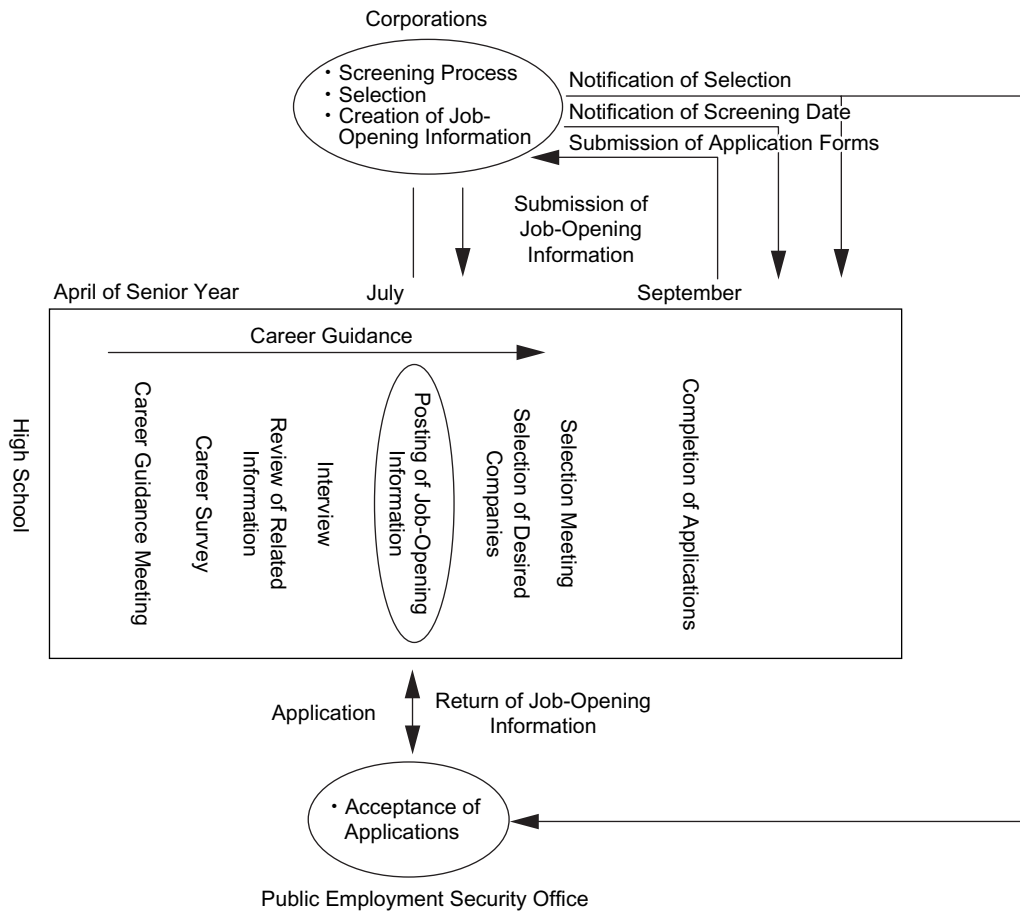 Corporations
・Screening Process
・Selection
・Creation of Job-
Opening Information
Notification of Selection
Notification of Screening Date
Submission of Application Forms
Submission of
Job-Opening
Information
April of Senior Year
July
September
Career Guidance
High School
Career Guidance Meeting
Career Survey
Review of Related
Information
Interview
Posting of Job-Opening
Information
Selection of Desired
Companies
Selection Meeting
Completion of Applications
Application
Return of Job-Opening
Information
・Acceptance of
Applications
Public Employment Security Office